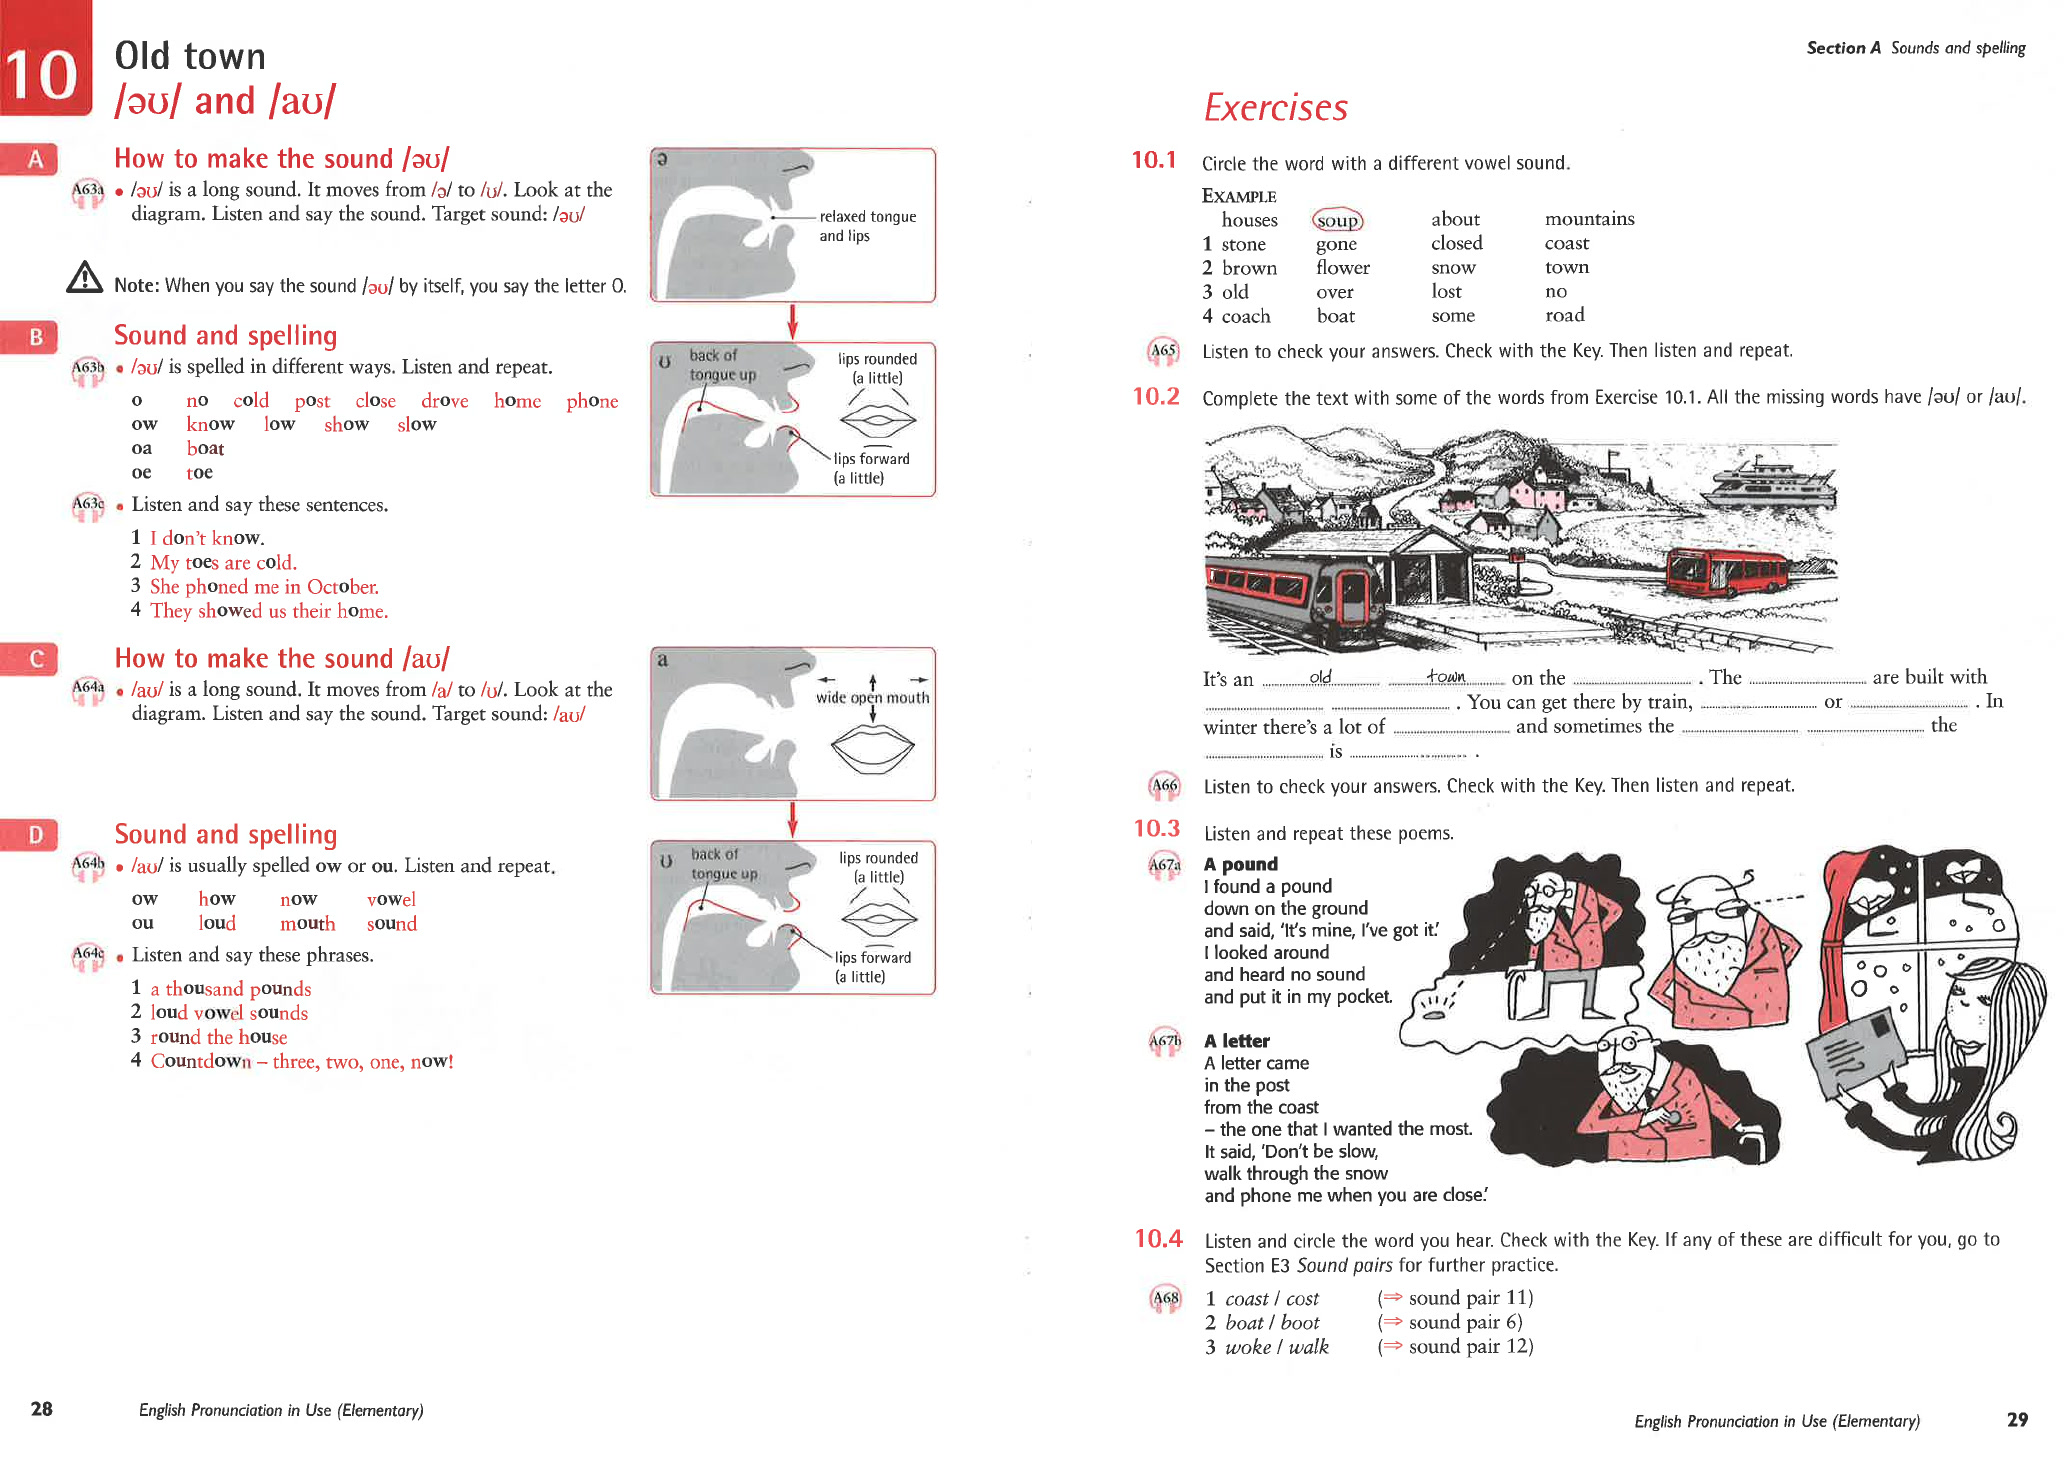 10
Old town
/əʊ/ and /aʊ/
A
How to make the sound /əʊ/
A63a • /əʊ/ is a long sound. It moves from /ə/ to /ʊ/. Look at the
diagram. Listen and say the sound. Target sound: /əʊ/
Note: When you say the sound /əʊ/ by itself, you say the letter O.
ə
relaxed tongue
and lips
B
Sound and spelling
A63b • /əʊ/ is spelled in different ways. Listen and repeat.
o no cold post close drove home phone
ow know low show slow
oa boat
oe toe
A63c • Listen and say these sentences.
1 I don't know.
2 My toes are cold.
3 She phoned me in October.
4 They showed us their home.
ʊ
back of
tongue up
lips rounded
(a little)
lips forward
(a little)
C
How to make the sound /aʊ/
A64a • /aʊ/ is a long sound. It moves from /a/ to /ʊ/. Look at the
diagram. Listen and say the sound. Target sound: /aʊ/
a
wide open mouth
D
Sound and spelling
A64b • /aʊ/ is usually spelled ow or ou. Listen and repeat.
ow how now vowel
ou loud mouth sound
A64c • Listen and say these phrases.
1 a thousand pounds
2 loud vowel sounds
3 round the house
4 Countdown – three, two, one, now!
ʊ
back of
tongue up
lips rounded
(a little)
lips forward
(a little)
28 English Pronunciation in Use (Elementary)
Section A Sounds and spelling
Exercises
10.1 Circle the word with a different vowel sound.
EXAMPLE
houses soup about mountains
1 stone gone closed coast
2 brown flower snow town
3 old over lost no
4 coach boat some road
A65 Listen to check your answers. Check with the Key. Then listen and repeat.
10.2 Complete the text with some of the words from Exercise 10.1. All the missing words have /əʊ/ or /aʊ/.
It's an old town on the . The are built with
. You can get there by train, or . In
winter there's a lot of and sometimes the the
is .
A66 Listen to check your answers. Check with the Key. Then listen and repeat.
10.3 Listen and repeat these poems.
A67a A pound
I found a pound
down on the ground
and said, 'It's mine, I've got it.'
I looked around
and heard no sound
and put it in my pocket.
A67b A letter
A letter came
in the post
from the coast
– the one that I wanted the most.
It said, 'Don't be slow,
walk through the snow
and phone me when you are close.'
10.4 Listen and circle the word you hear. Check with the Key. If any of these are difficult for you, go to
Section E3 Sound pairs for further practice.
A68 1 coast / cost (⇒ sound pair 11)
2 boat / boot (⇒ sound pair 6)
3 woke / walk (⇒ sound pair 12)
English Pronunciation in Use (Elementary) 29